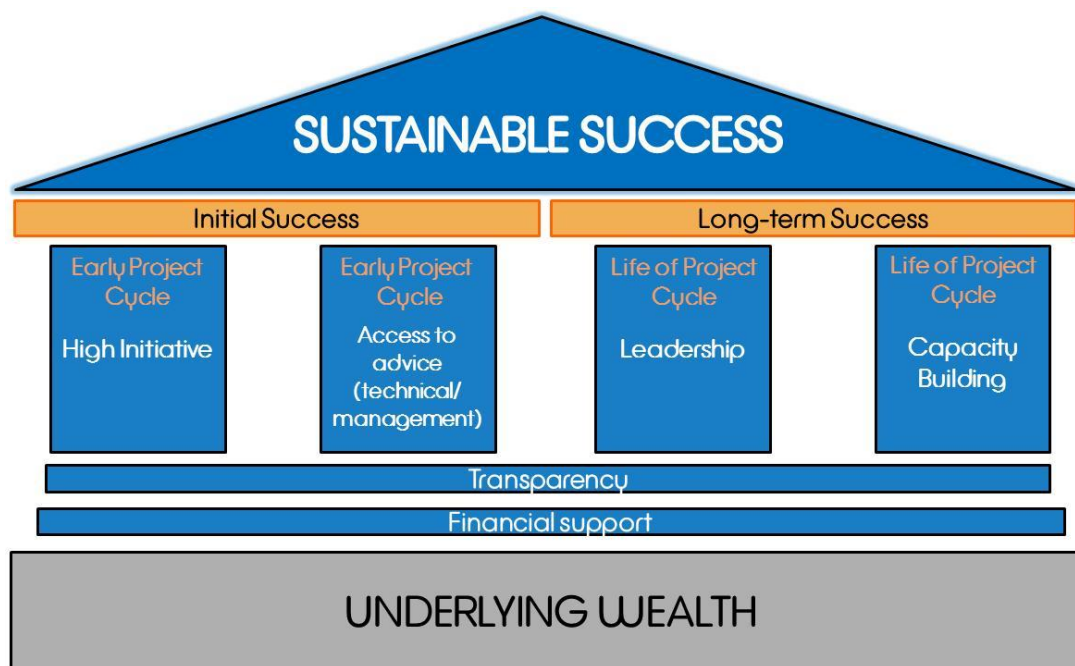 SUSTAINABLE SUCCESS
Initial Success
Long-term Success
Early Project
Cycle
High Initiative
Early Project
Cycle
Access to
advice
(technical/
management)
Life of Project
Cycle
Leadership
Life of Project
Cycle
Capacity
Building
Transparency
Financial support
UNDERLYING WEALTH